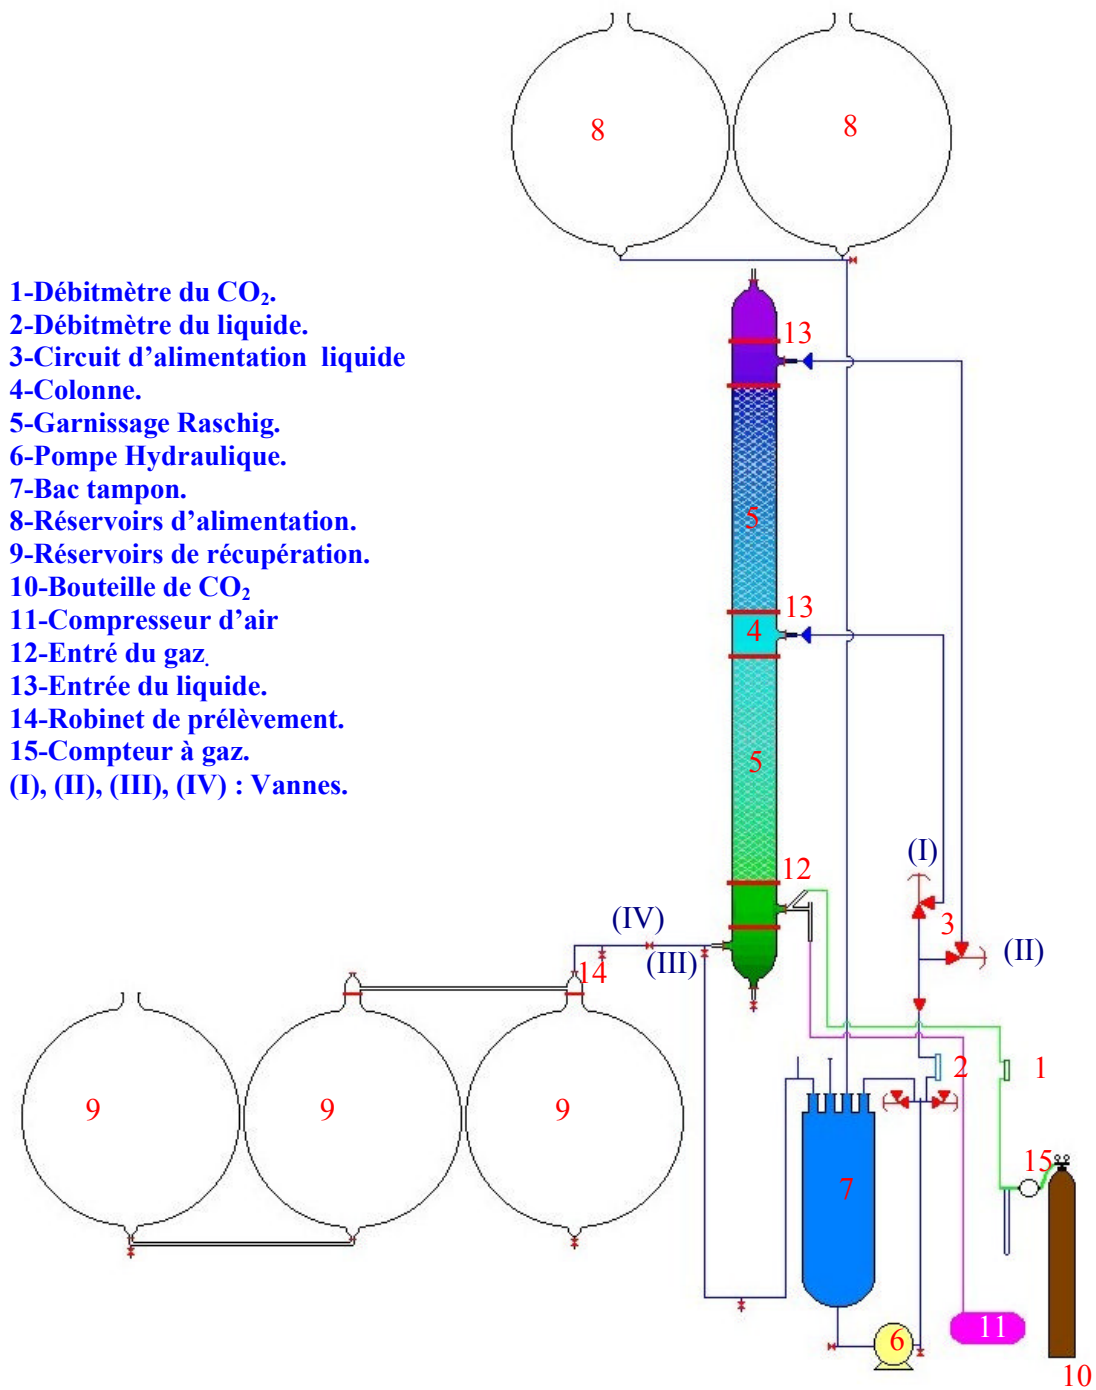 8
8
1-Débitmètre du CO₂.
2-Débitmètre du liquide.
3-Circuit d’alimentation liquide
4-Colonne.
5-Garnissage Raschig.
6-Pompe Hydraulique.
7-Bac tampon.
8-Réservoirs d’alimentation.
9-Réservoirs de récupération.
10-Bouteille de CO₂
11-Compresseur d’air
12-Entré du gaz.
13-Entrée du liquide.
14-Robinet de prélèvement.
15-Compteur à gaz.
(I), (II), (III), (IV) : Vannes.
13
5
13
4
5
12
(I)
3
(II)
(IV)
(III)
14
2
1
9
9
9
7
15
6
11
10